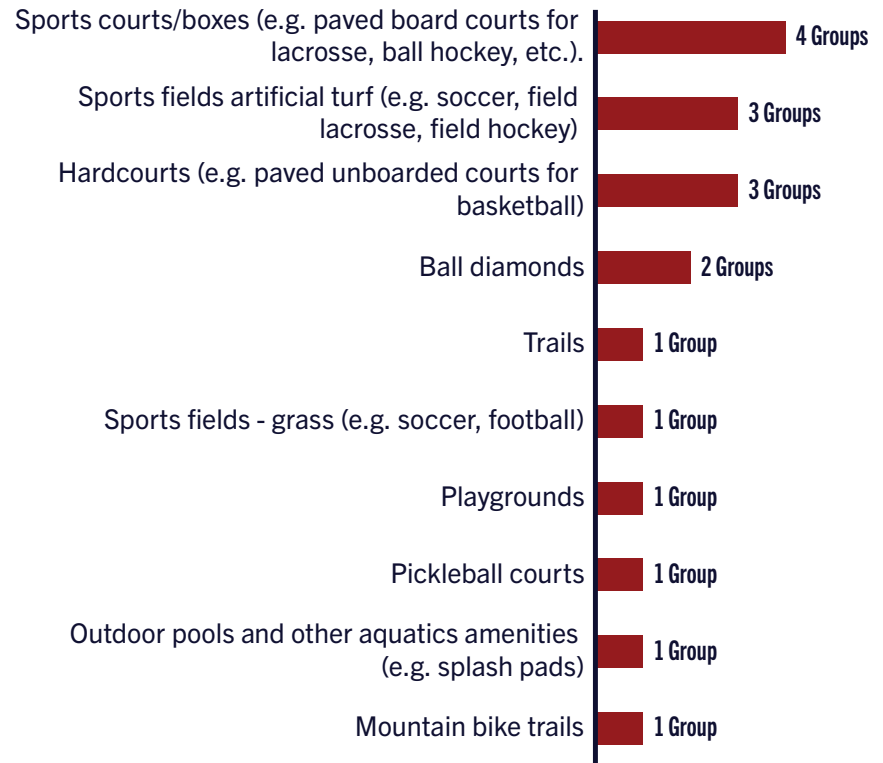 Sports courts/boxes (e.g. paved board courts for
lacrosse, ball hockey, etc.).
4 Groups
Sports fields artificial turf (e.g. soccer, field
lacrosse, field hockey)
3 Groups
Hardcourts (e.g. paved unboarded courts for
basketball)
3 Groups
Ball diamonds
2 Groups
Trails
1 Group
Sports fields - grass (e.g. soccer, football)
1 Group
Playgrounds
1 Group
Pickleball courts
1 Group
Outdoor pools and other aquatics amenities
(e.g. splash pads)
1 Group
Mountain bike trails
1 Group